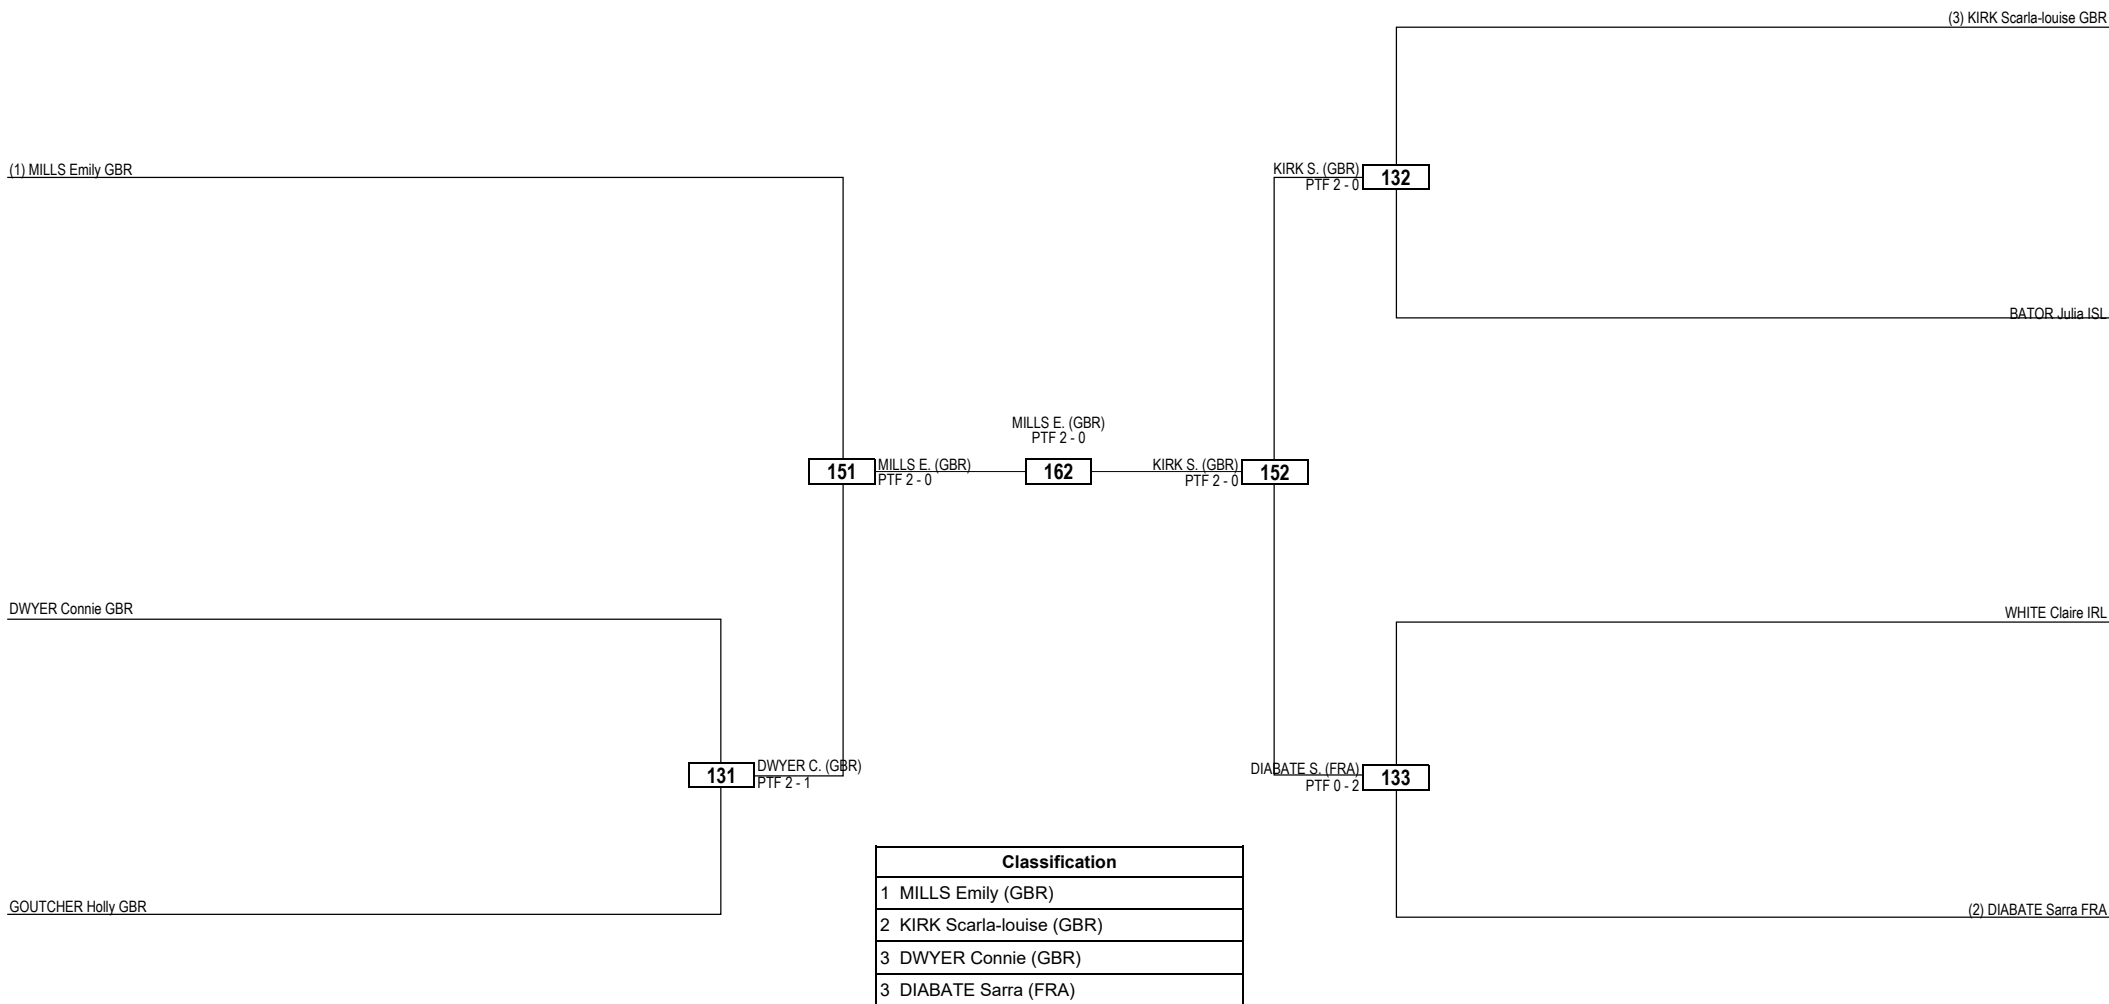 (3) KIRK Scarla-louise GBR
(1) MILLS Emily GBR
KIRK S. (GBR)
PTF 2 - 0
132
BATOR Julia ISL
MILLS E. (GBR)
PTF 2 - 0
151
MILLS E. (GBR)
PTF 2 - 0
162
KIRK S. (GBR)
PTF 2 - 0
152
DWYER Connie GBR
WHITE Claire IRL
131
DWYER C. (GBR)
PTF 2 - 1
DIABATE S. (FRA)
PTF 0 - 2
133
GOUTCHER Holly GBR
(2) DIABATE Sarra FRA
Classification
1 MILLS Emily (GBR)
2 KIRK Scarla-louise (GBR)
3 DWYER Connie (GBR)
3 DIABATE Sarra (FRA)